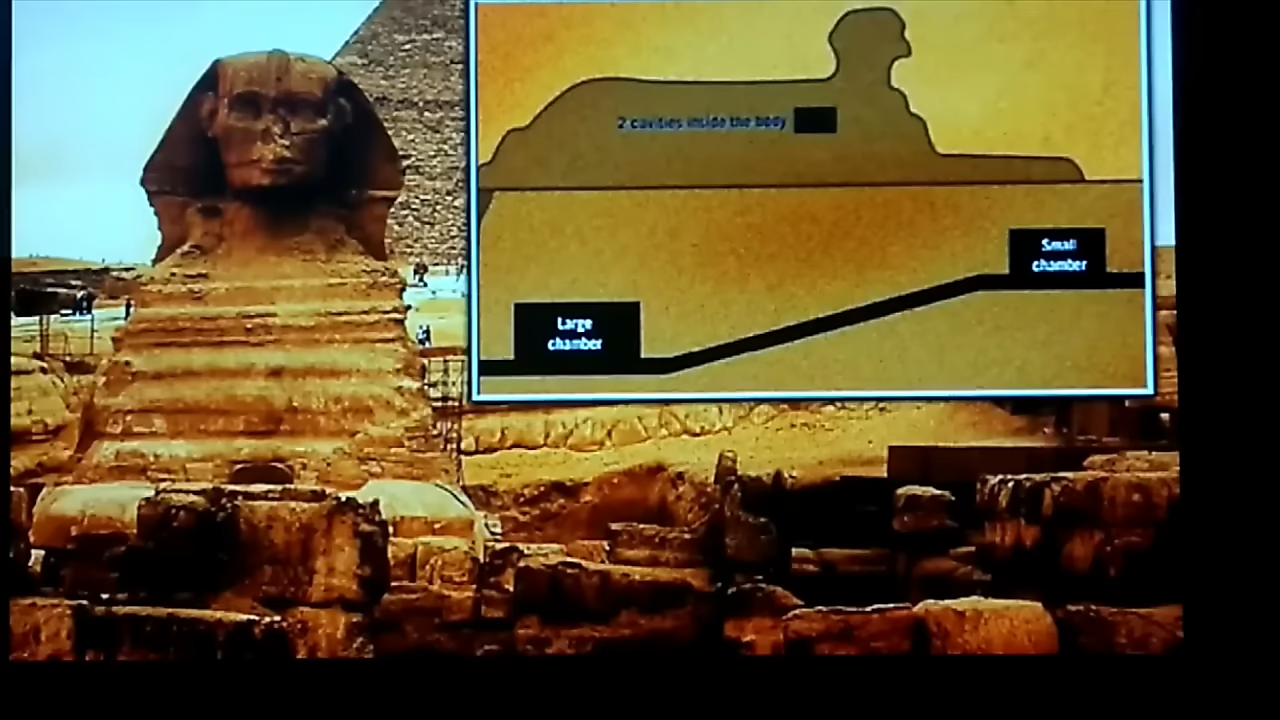 2 cavities inside the body
Small
chamber
Large
chamber